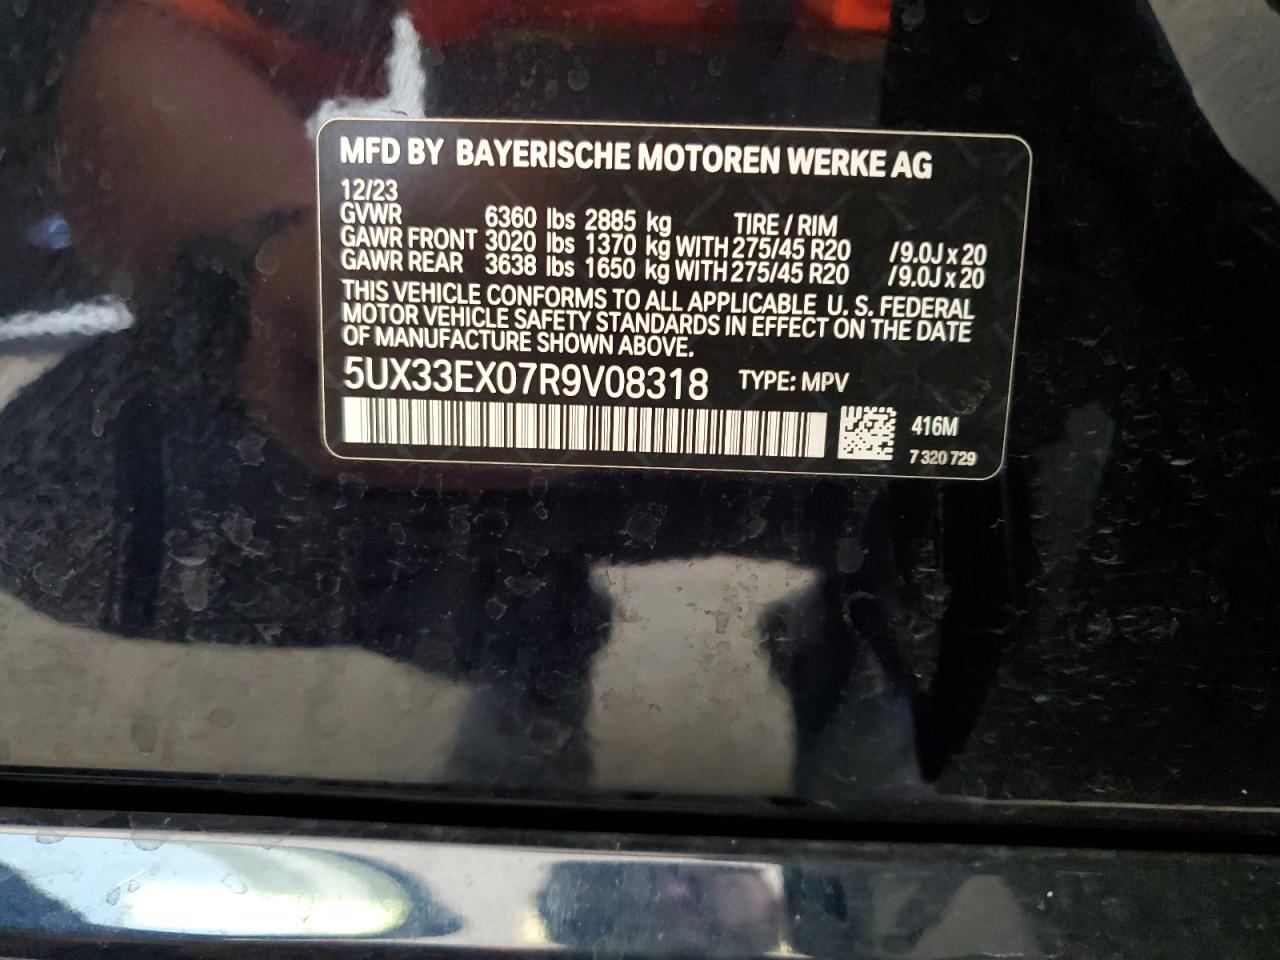 MFD BY BAYERISCHE MOTOREN WERKE AG
12/23
GVWR 6360 lbs 2885 kg TIRE / RIM
GAWR FRONT 3020 lbs 1370 kg WITH 275/45 R20 /9.0J x 20
GAWR REAR 3638 lbs 1650 kg WITH 275/45 R20 /9.0J x 20
THIS VEHICLE CONFORMS TO ALL APPLICABLE U. S. FEDERAL
MOTOR VEHICLE SAFETY STANDARDS IN EFFECT ON THE DATE
OF MANUFACTURE SHOWN ABOVE.
5UX33EX07R9V08318 TYPE: MPV
416M
7 320 729